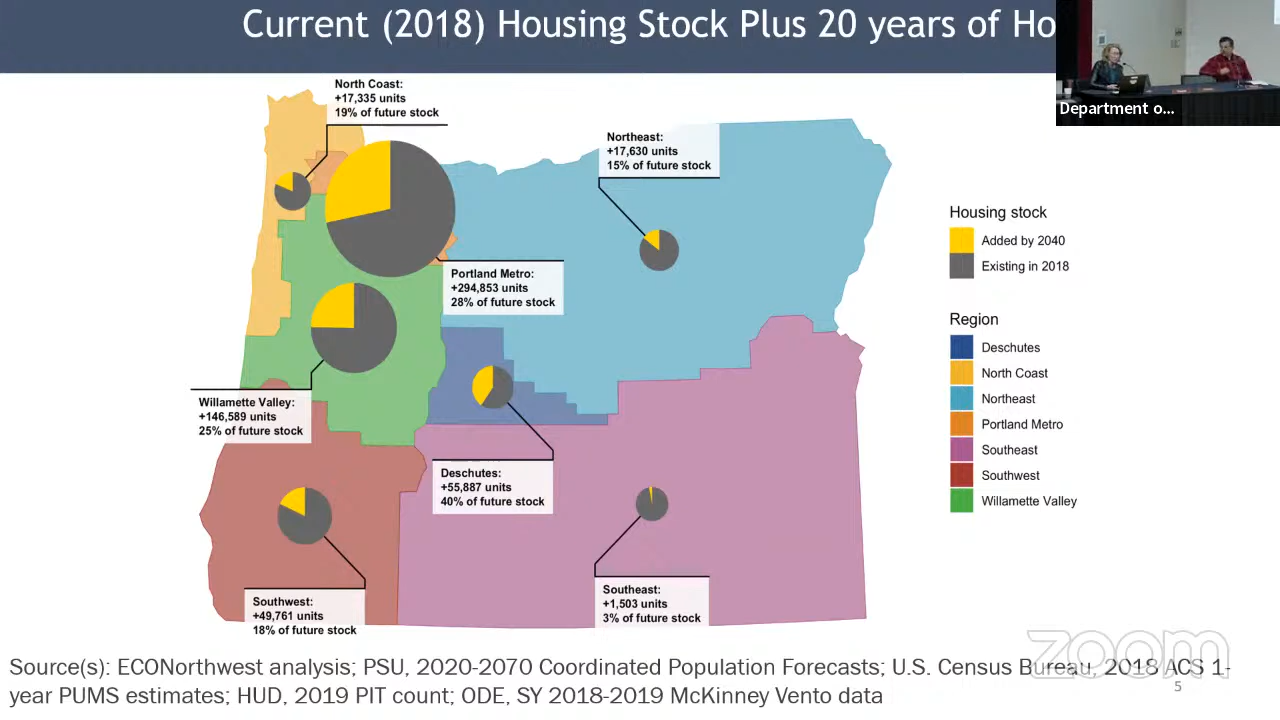 Current (2018) Housing Stock Plus 20 years of Ho
Department o...
North Coast:
+17,335 units
19% of future stock
Northeast:
+17,630 units
15% of future stock
Portland Metro:
+294,853 units
28% of future stock
Willamette Valley:
+146,589 units
25% of future stock
Deschutes:
+55,887 units
40% of future stock
Southwest:
+49,761 units
18% of future stock
Southeast:
+1,503 units
3% of future stock
Housing stock
Added by 2040
Existing in 2018
Region
Deschutes
North Coast
Northeast
Portland Metro
Southeast
Southwest
Willamette Valley
zoom
Source(s): ECONorthwest analysis; PSU, 2020-2070 Coordinated Population Forecasts; U.S. Census Bureau, 2018 ACS 1-
year PUMS estimates; HUD, 2019 PIT count; ODE, SY 2018-2019 McKinney Vento data
5